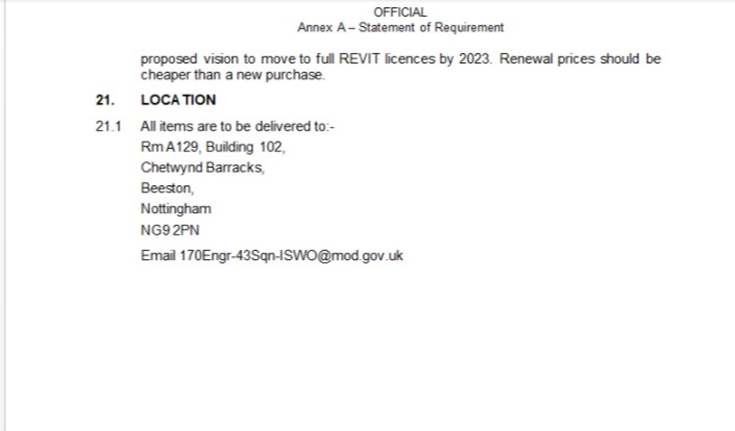 OFFICIAL
Annex A – Statement of Requirement
proposed vision to move to full REVIT licences by 2023. Renewal prices should be
cheaper than a new purchase.
21. LOCATION
21.1 All items are to be delivered to:-
Rm A129, Building 102,
Chetwynd Barracks,
Beeston,
Nottingham
NG9 2PN
Email 170Engr-43Sqn-ISWO@mod.gov.uk